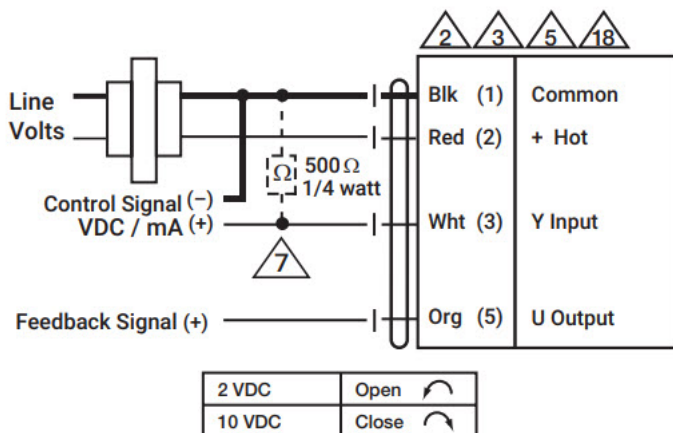 2 3 5 18
Line
Volts
Blk (1) Common
Red (2) + Hot
Ω 500 Ω
1/4 watt
Control Signal (–)
VDC / mA (+)
Wht (3) Y Input
7
Feedback Signal (+)
Org (5) U Output
2 VDC Open
10 VDC Close